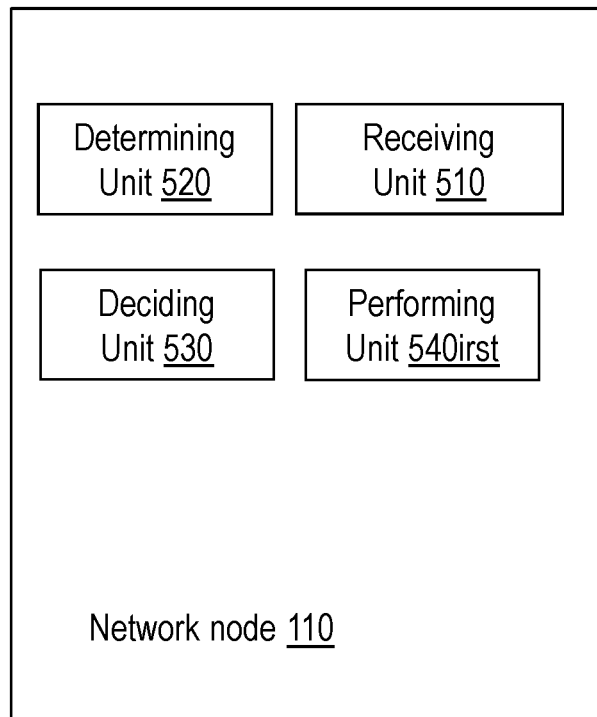 Determining
Unit 520
Receiving
Unit 510
Deciding
Unit 530
Performing
Unit 540irst
Network node 110